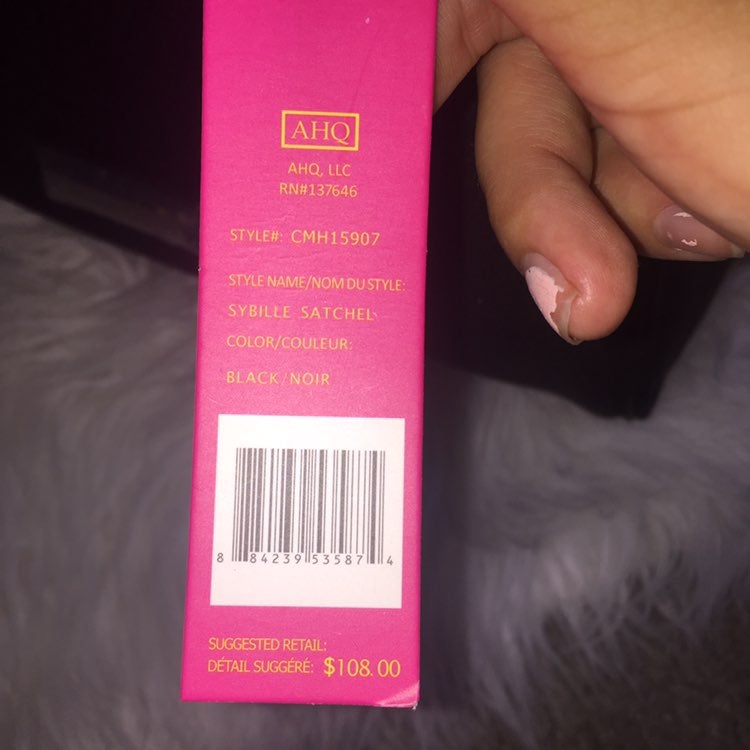 AHQ
AHQ, LLC
RN#137646
STYLE#: CMH15907
STYLE NAME/NOM DU STYLE:
SYBILLE SATCHEL
COLOR/COULEUR:
BLACK/NOIR
8 84239 53587 4
SUGGESTED RETAIL:
DÉTAIL SUGGÉRÉ: $108.00